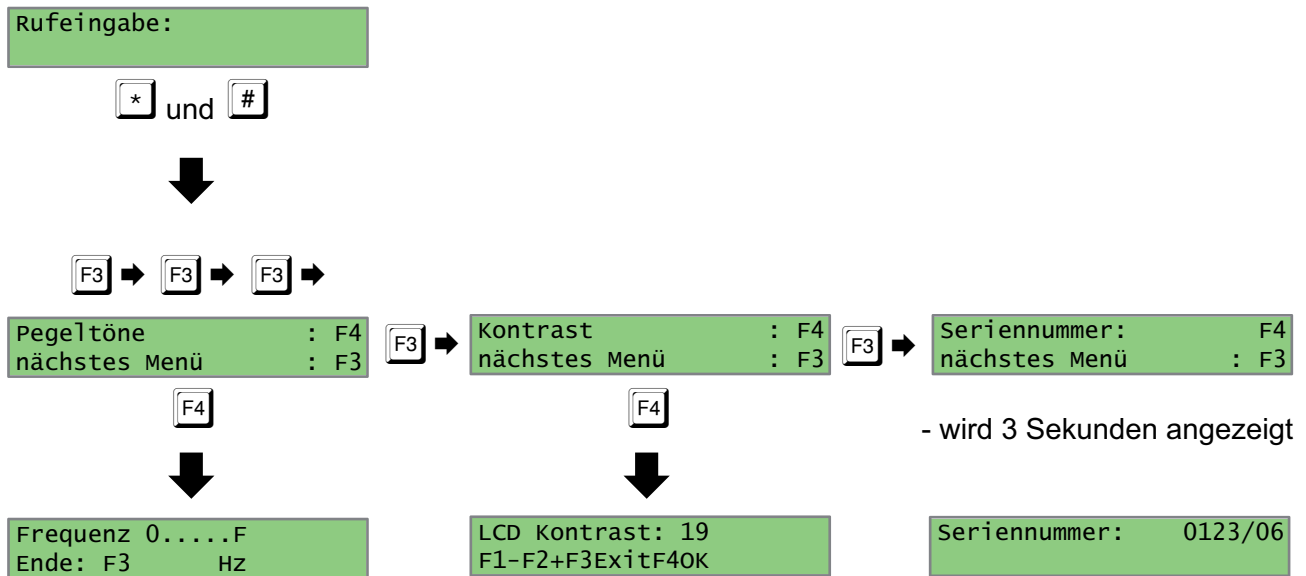 Rufeingabe:
* und #
F3 F3 F3
Pegeltöne : F4
nächstes Menü : F3
F3
Kontrast : F4
nächstes Menü : F3
F3
Seriennummer: F4
nächstes Menü : F3
F4
F4
- wird 3 Sekunden angezeigt
Frequenz 0.....F
Ende: F3 Hz
LCD Kontrast: 19
F1-F2+F3ExitF4OK
Seriennummer: 0123/06